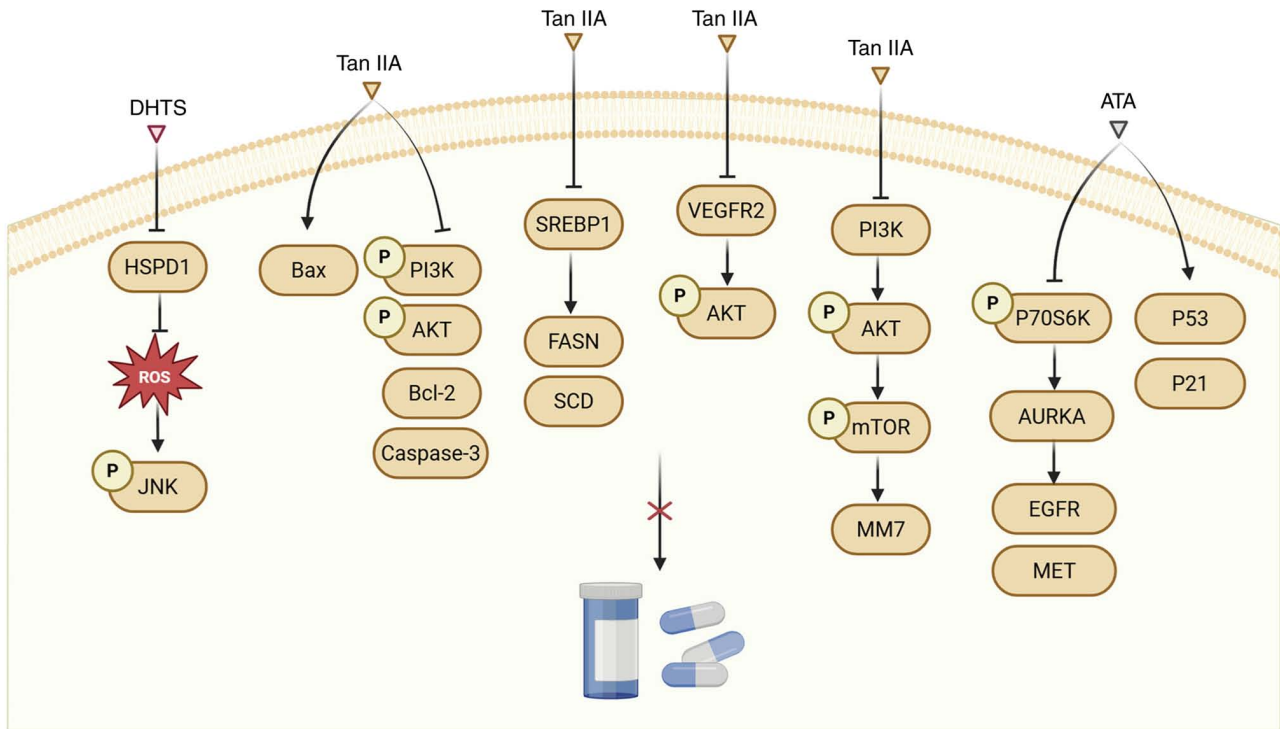 DHTS
HSPD1
ROS
P
JNK
Tan IIA
Bax
P
PI3K
P
AKT
Bcl-2
Caspase-3
Tan IIA
SREBP1
FASN
SCD
Tan IIA
VEGFR2
P
AKT
Tan IIA
PI3K
P
AKT
P
mTOR
MM7
ATA
P
P70S6K
AURKA
EGFR
MET
P53
P21